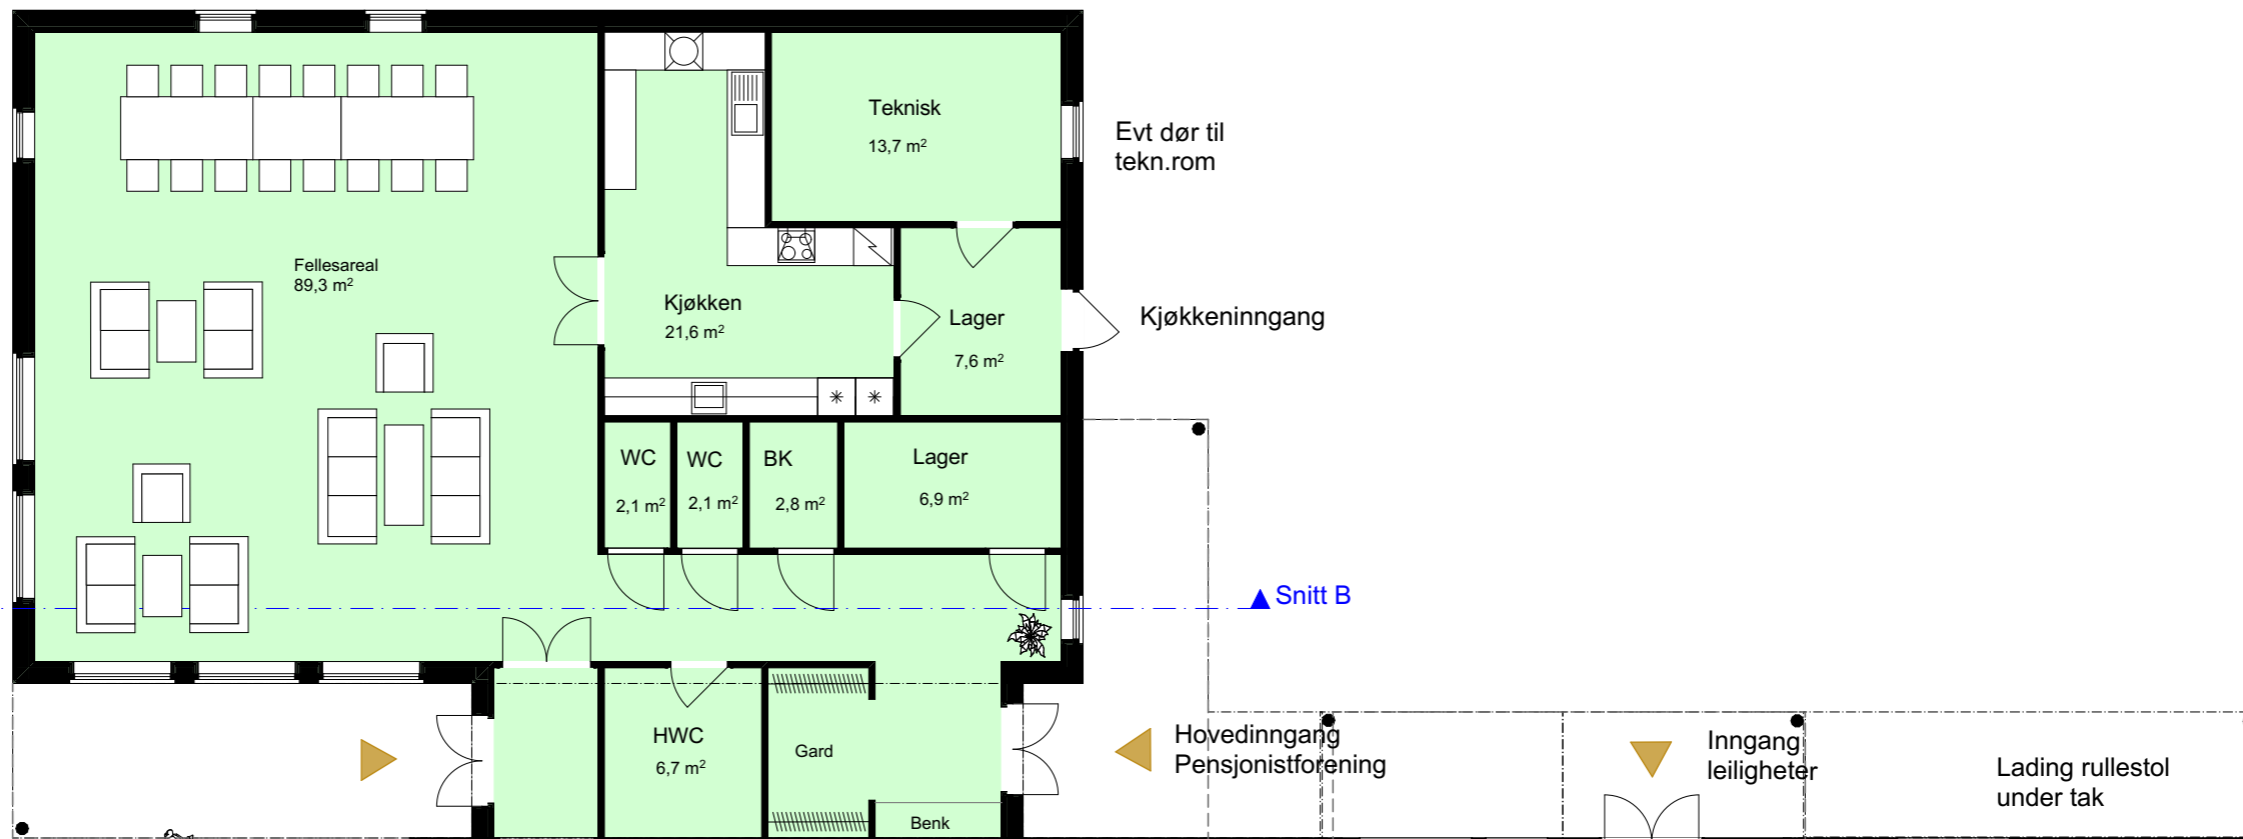 Teknisk
13,7 m²
Evt dør til
tekn.rom
Fellesareal
89,3 m²
Kjøkken
21,6 m²
Lager
7,6 m²
Kjøkkeninngang
WC
2,1 m²
WC
2,1 m²
BK
2,8 m²
Lager
6,9 m²
Snitt B
HWC
6,7 m²
Gard
Benk
Hovedinngang
Pensjonistforening
Inngang
leiligheter
Lading rullestol
under tak